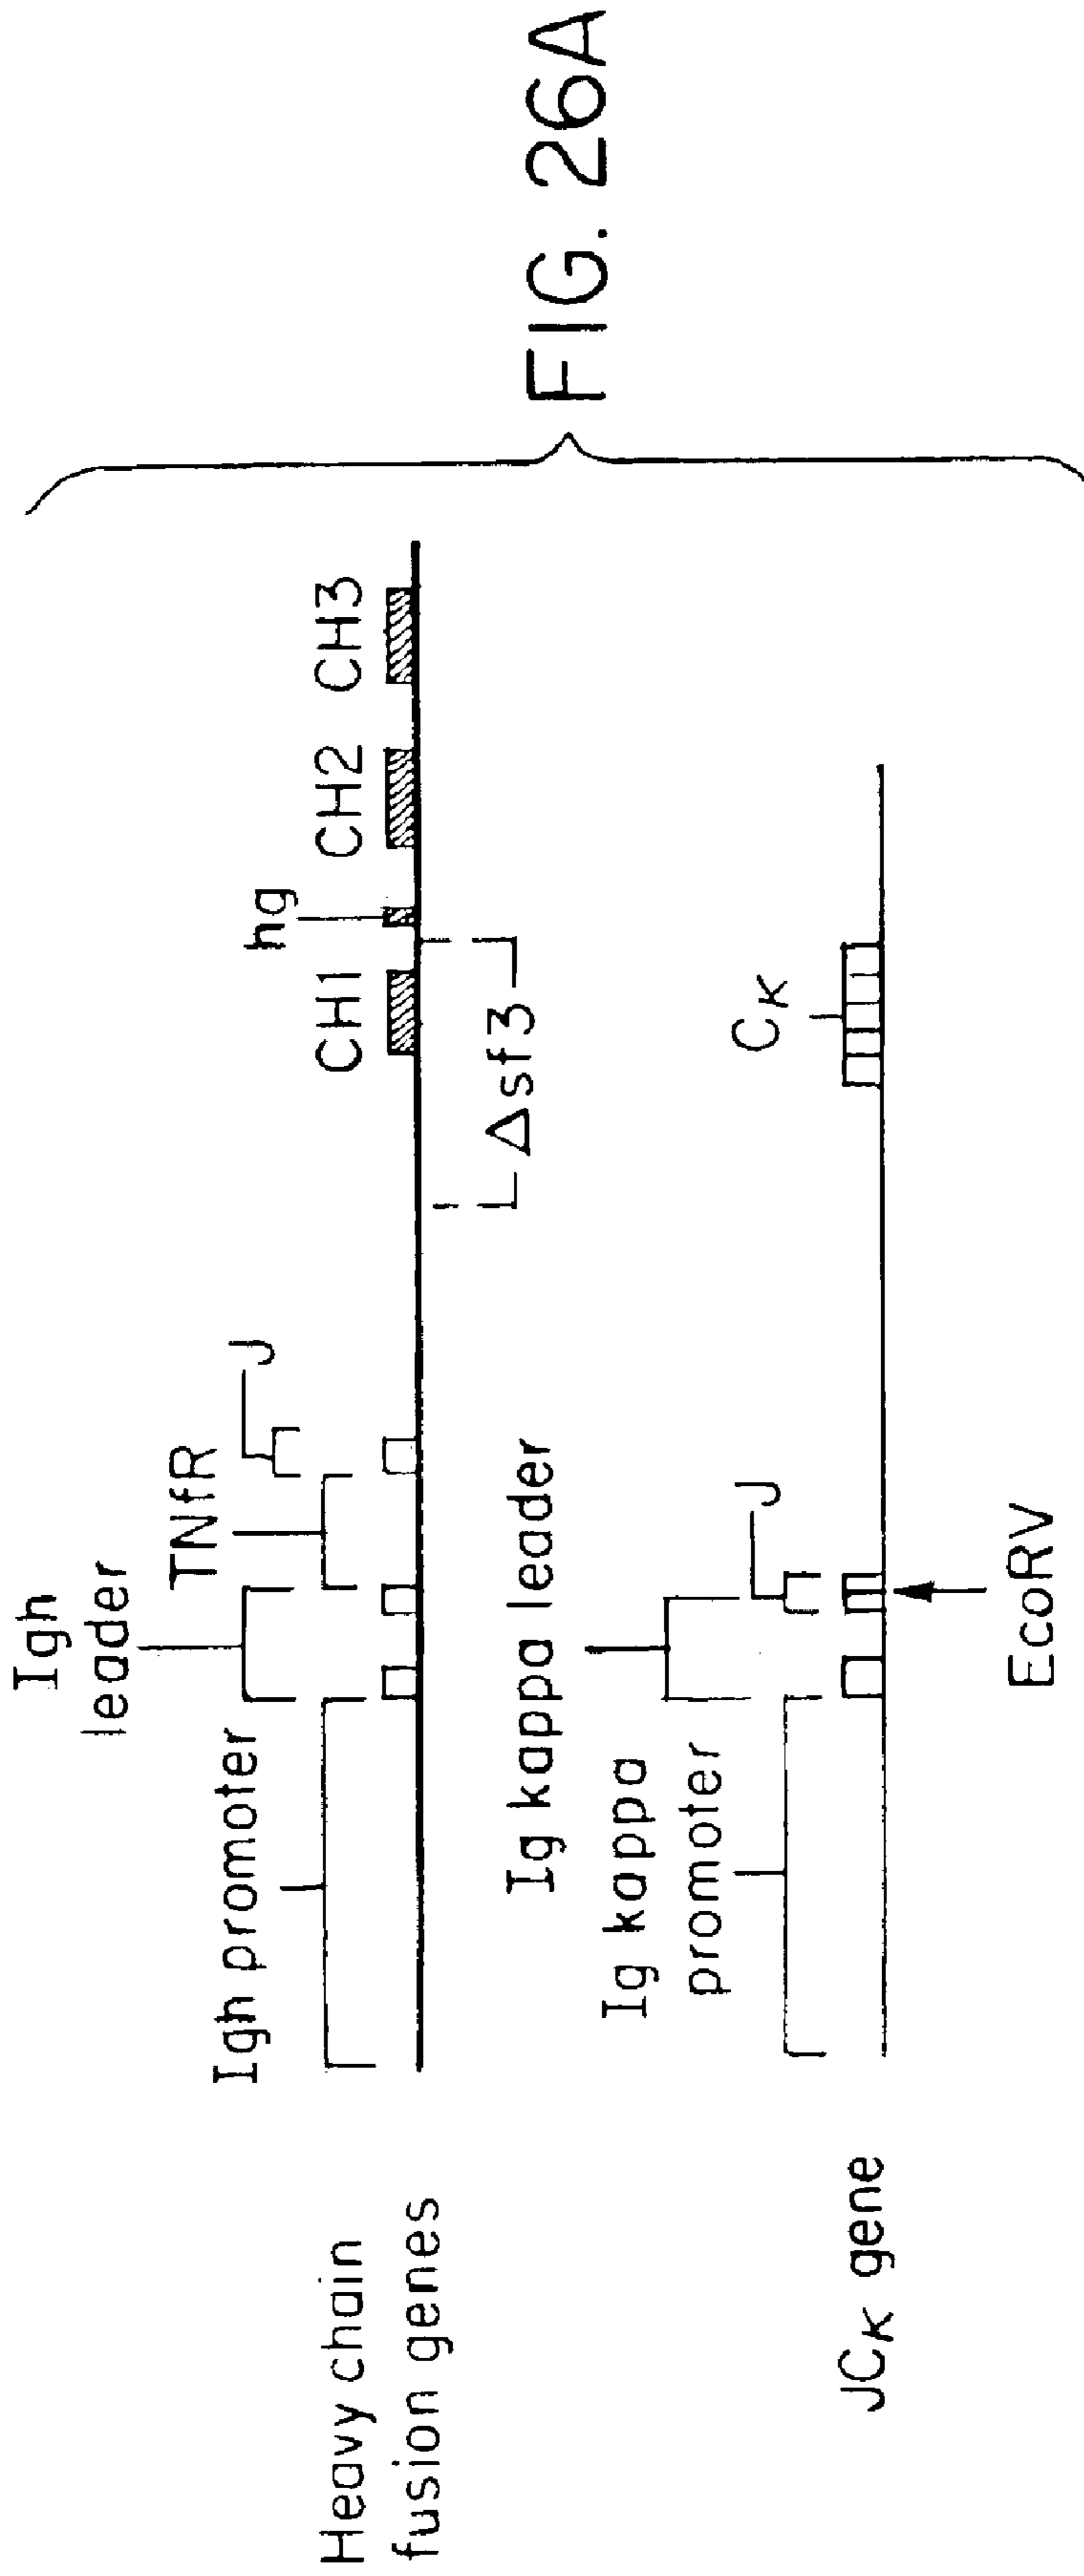 Igh
leader
Igh promoter
TNfR
J
CH1
hg
CH2
CH3
Heavy chain
fusion genes
Δsf3
Ig kappa leader
Ig kappa
promoter
J
Cκ
JCκ gene
EcoRV
FIG. 26A